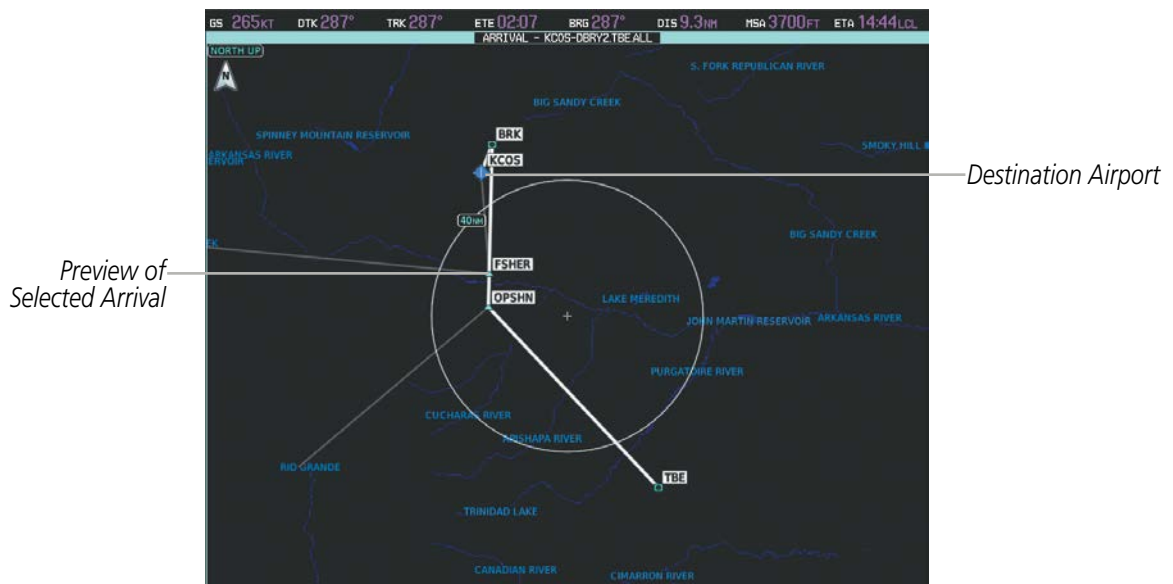 GS 265KT DTK 287° TRK 287° ETE 02:07 BRG 287° DIS 9.3NM MSA 3700FT ETA 14:44LCL
ARRIVAL – KCOS-DBRY2.TBE.ALL
NORTH UP
N
S. FORK REPUBLICAN RIVER
BIG SANDY CREEK
SPINNEY MOUNTAIN RESERVOIR
BRK
SMOKY HILL
ARKANSAS RIVER
ERVOIR
KCOS
Destination Airport
40NM
BIG SANDY CREEK
CK
FSHER
Preview of
Selected Arrival
OPSHN
LAKE MEREDITH
JOHN MARTIN RESERVOIR
ARKANSAS RIVER
PURGATOIRE RIVER
CUCHARAS RIVER
APISHAPA RIVER
RIO GRANDE
TBE
TRINIDAD LAKE
CANADIAN RIVER
CIMARRON RIVER